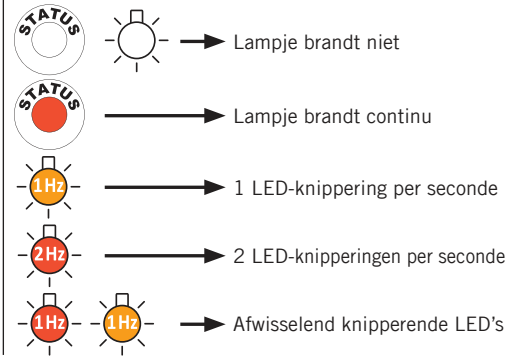 STATUS Lampje brandt niet
STATUS Lampje brandt continu
1Hz 1 LED-knippering per seconde
2Hz 2 LED-knipperingen per seconde
1Hz 1Hz Afwisselend knipperende LED's